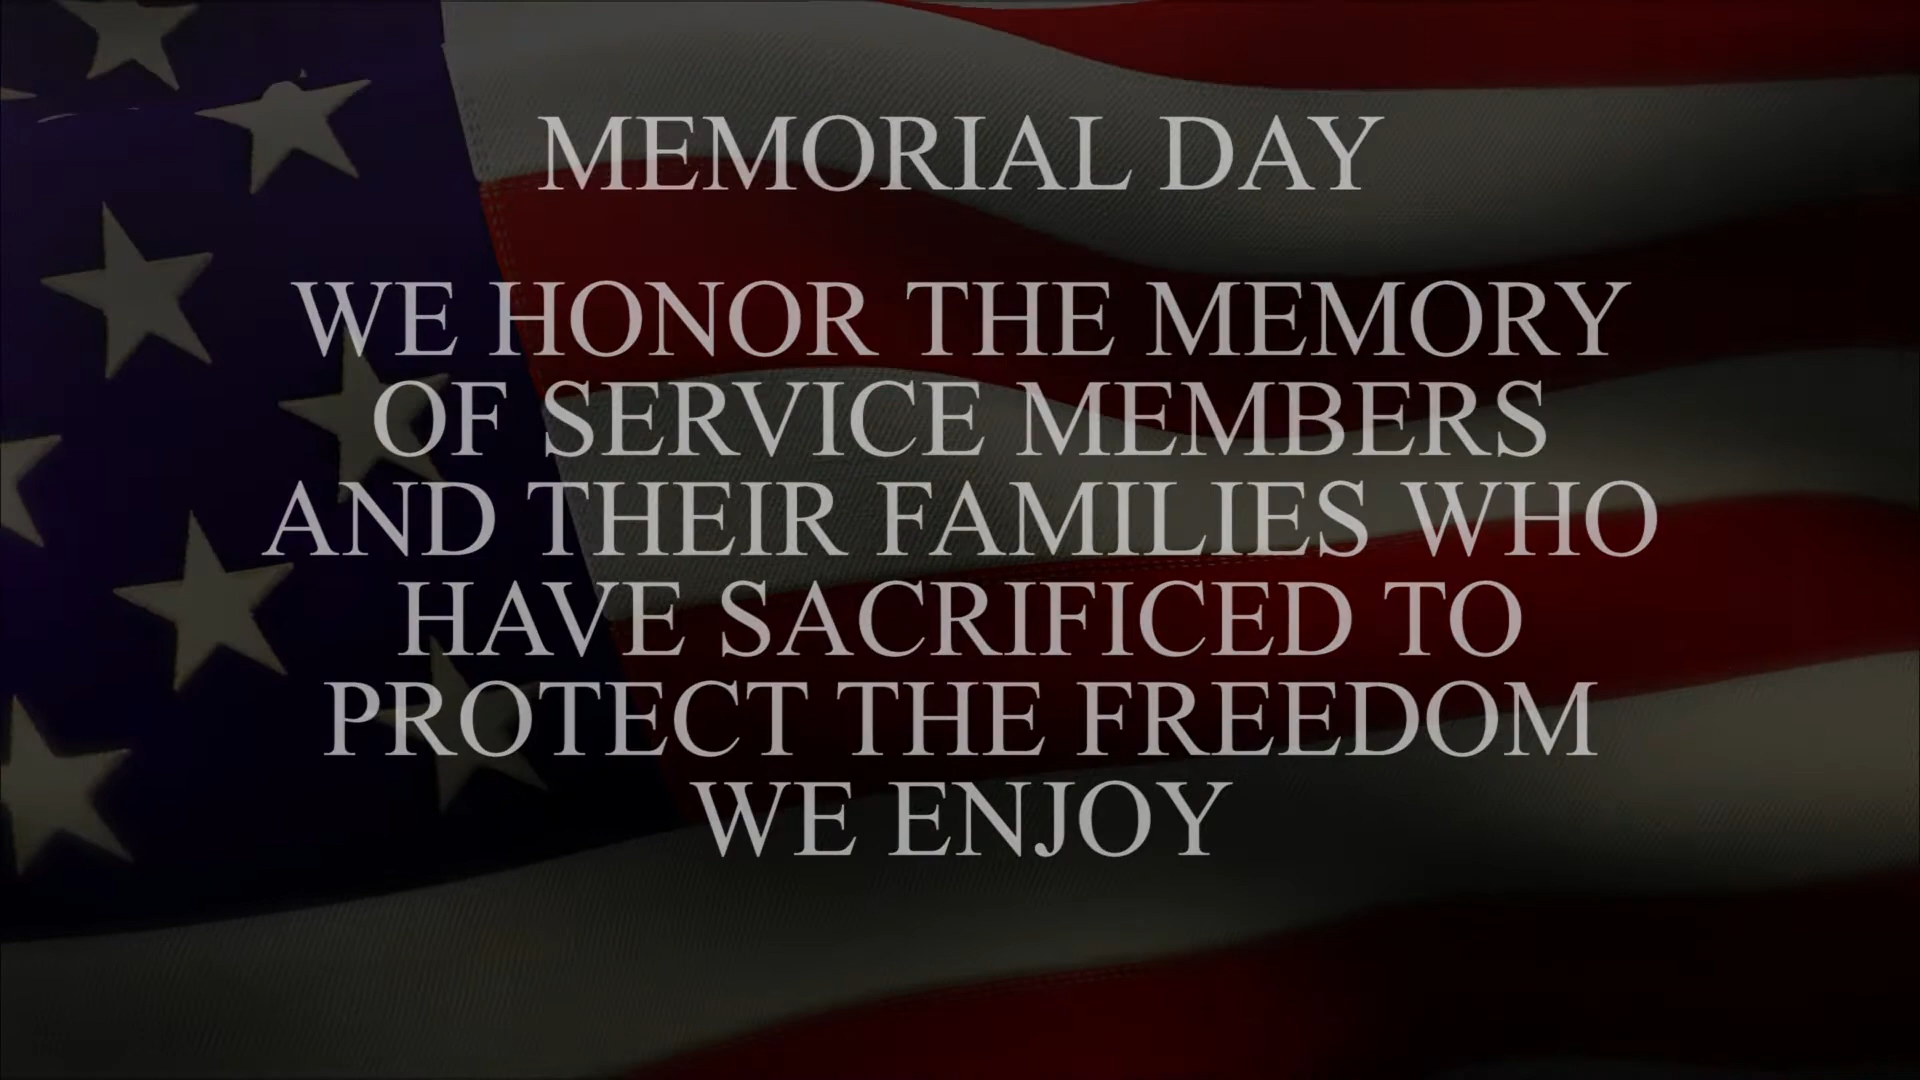 MEMORIAL DAY
WE HONOR THE MEMORY
OF SERVICE MEMBERS
AND THEIR FAMILIES WHO
HAVE SACRIFICED TO
PROTECT THE FREEDOM
WE ENJOY